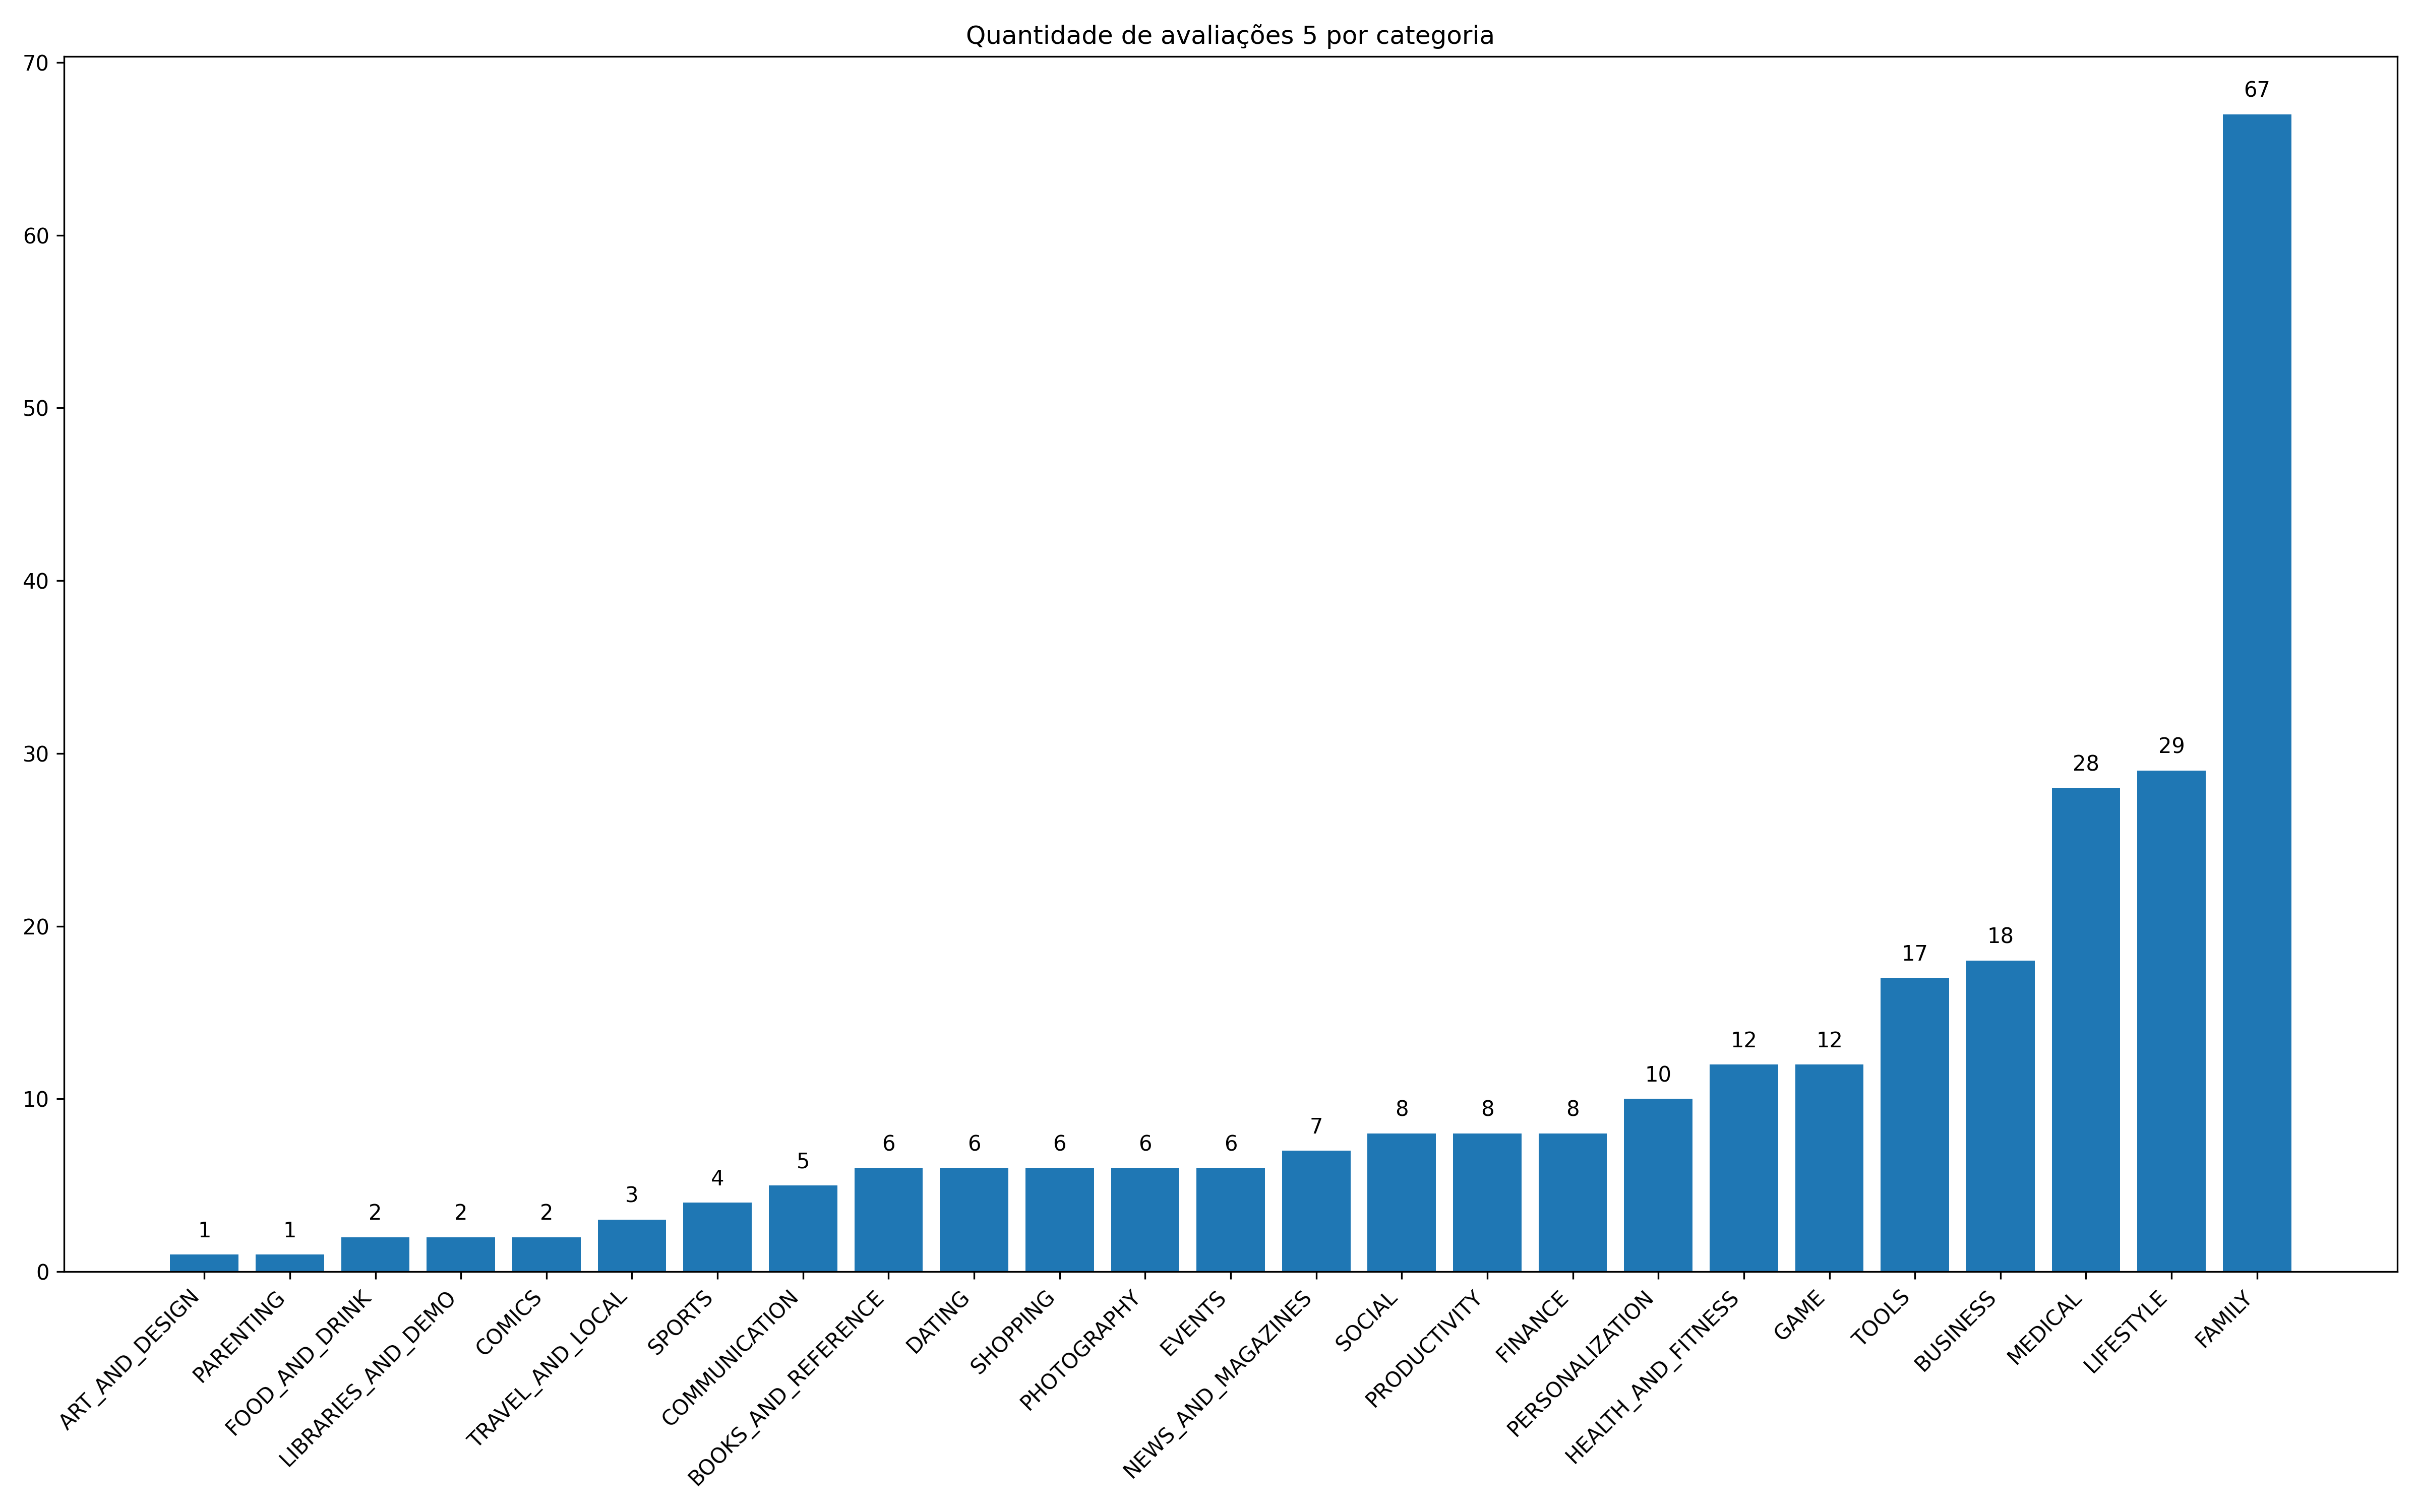 Quantidade de avaliações 5 por categoria
70
60
50
40
30
20
10
0
1
1
2
2
2
3
4
5
6
6
6
6
6
7
8
8
8
10
12
12
17
18
28
29
67
ART_AND_DESIGN
PARENTING
FOOD_AND_DRINK
LIBRARIES_AND_DEMO
COMICS
TRAVEL_AND_LOCAL
SPORTS
COMMUNICATION
BOOKS_AND_REFERENCE
DATING
SHOPPING
PHOTOGRAPHY
EVENTS
NEWS_AND_MAGAZINES
SOCIAL
PRODUCTIVITY
FINANCE
PERSONALIZATION
HEALTH_AND_FITNESS
GAME
TOOLS
BUSINESS
MEDICAL
LIFESTYLE
FAMILY